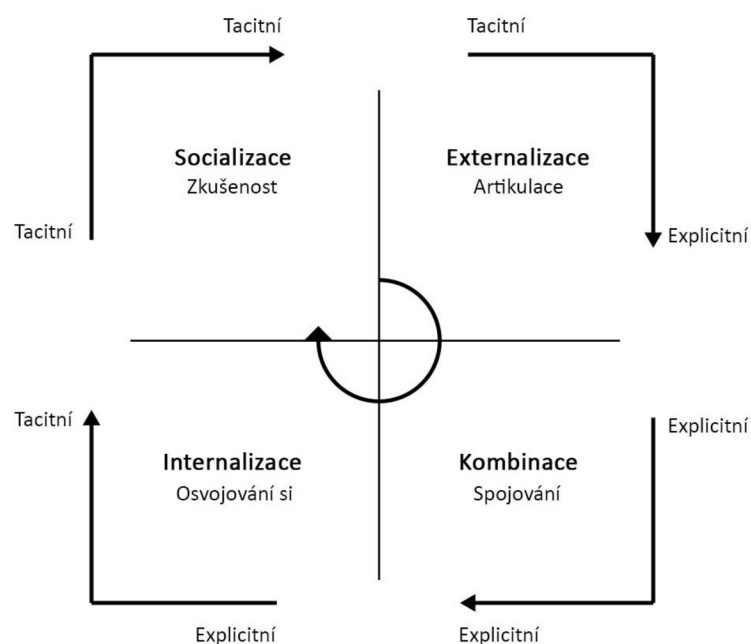 Tacitní
Tacitní
Socializace
Zkušenost
Externalizace
Artikulace
Tacitní
Explicitní
Tacitní
Explicitní
Internalizace
Osvojování si
Kombinace
Spojování
Explicitní
Explicitní